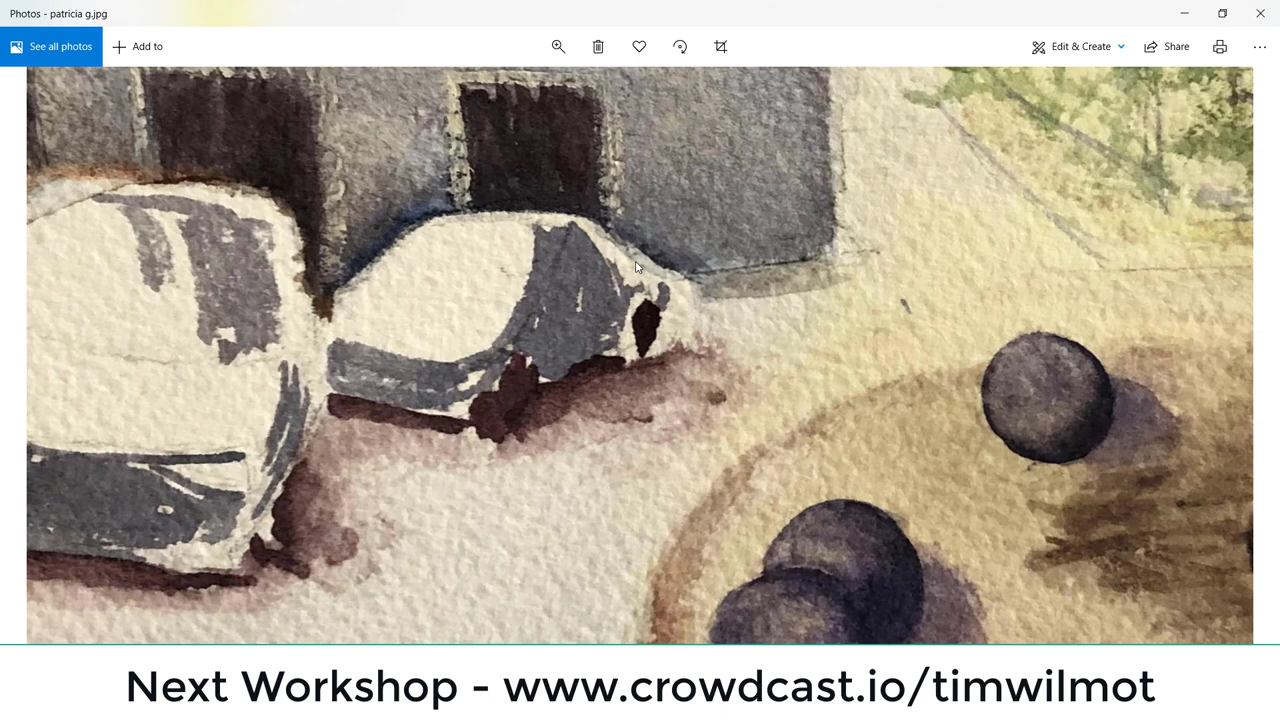 Photos - patricia g.jpg
See all photos
Add to
Edit & Create
Share
Next Workshop - www.crowdcast.io/timwilmot